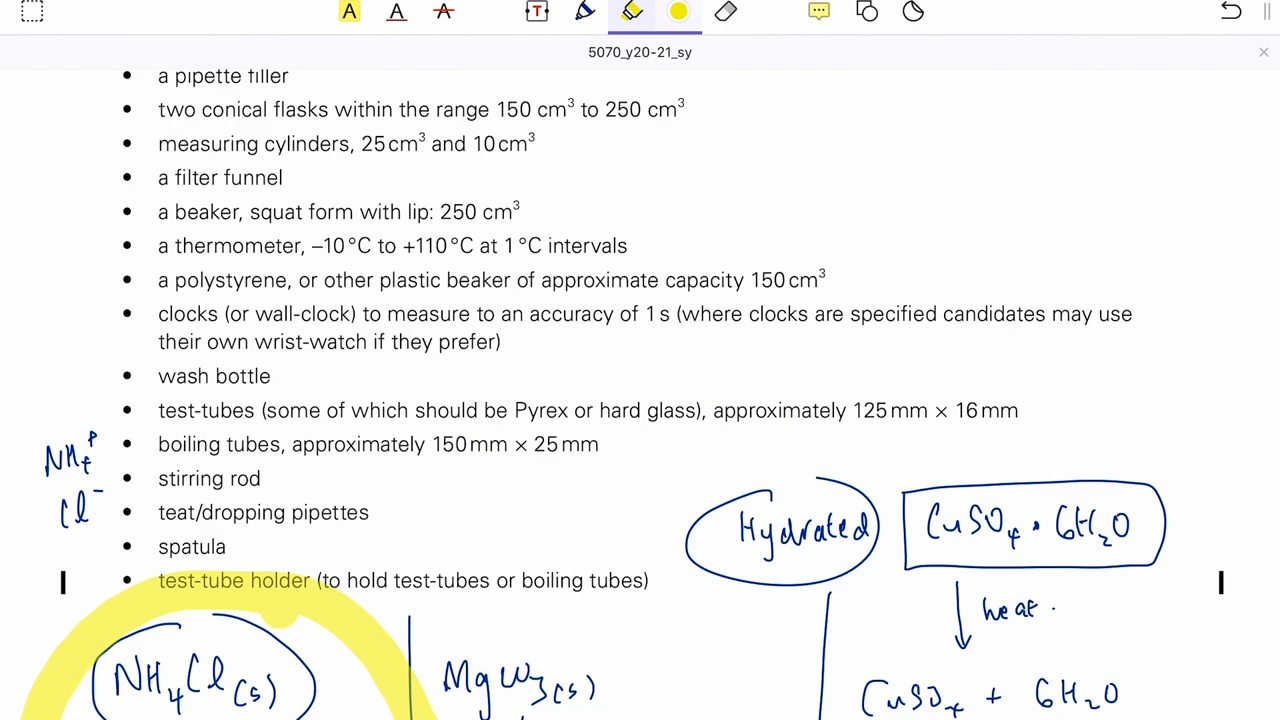 A A A T
5070_y20-21_sy
• a pipette filler
• two conical flasks within the range 150 cm³ to 250 cm³
• measuring cylinders, 25 cm³ and 10 cm³
• a filter funnel
• a beaker, squat form with lip: 250 cm³
• a thermometer, –10 °C to +110 °C at 1 °C intervals
• a polystyrene, or other plastic beaker of approximate capacity 150 cm³
• clocks (or wall-clock) to measure to an accuracy of 1 s (where clocks are specified candidates may use
their own wrist-watch if they prefer)
• wash bottle
• test-tubes (some of which should be Pyrex or hard glass), approximately 125 mm × 16 mm
• boiling tubes, approximately 150 mm × 25 mm
• stirring rod
• teat/dropping pipettes
• spatula
• test-tube holder (to hold test-tubes or boiling tubes)
NH₄⁺
Cl⁻
Hydrated
CuSO₄ • 6H₂O
heat
NH₄Cl(s)
CuSO₄ + 6H₂O